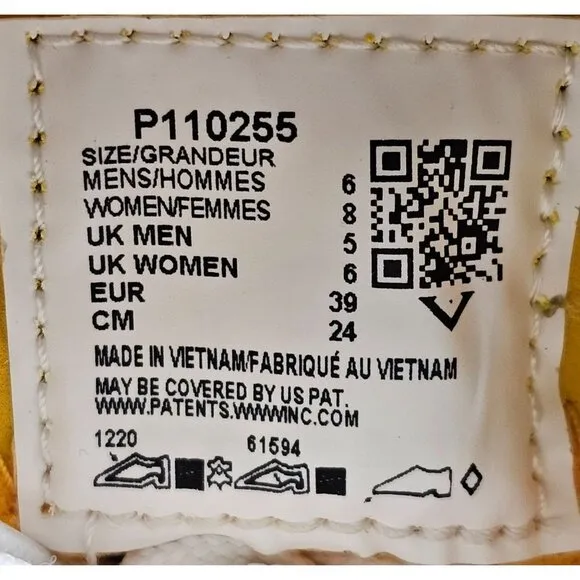 P110255
SIZE/GRANDEUR
MENS/HOMMES 6
WOMEN/FEMMES 8
UK MEN 5
UK WOMEN 6
EUR 39
CM 24
MADE IN VIETNAM/FABRIQUÉ AU VIETNAM
MAY BE COVERED BY US PAT.
WWW.PATENTS.WWWINC.COM
1220 61594